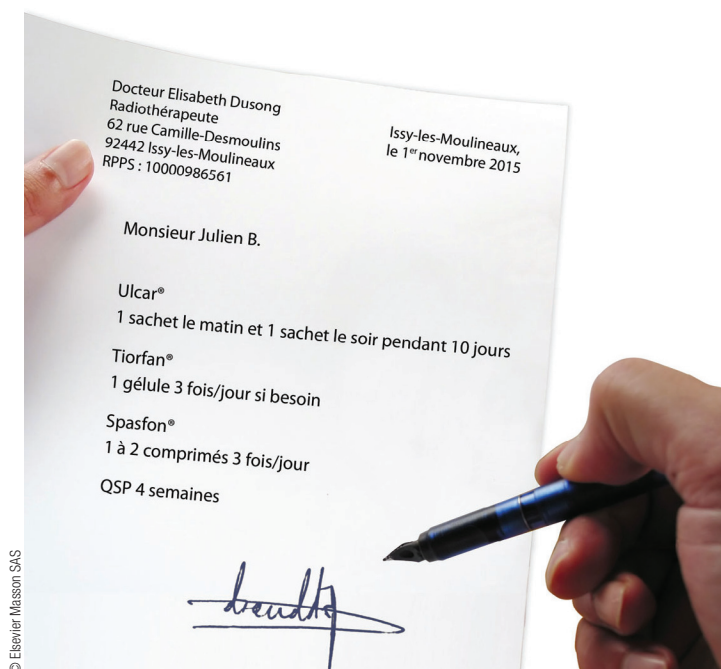 Docteur Elisabeth Dusong
Radiothérapeute
62 rue Camille-Desmoulins
92442 Issy-les-Moulineaux
RPPS : 10000986561
Issy-les-Moulineaux,
le 1er novembre 2015
Monsieur Julien B.
Ulcar®
1 sachet le matin et 1 sachet le soir pendant 10 jours
Tiorfan®
1 gélule 3 fois/jour si besoin
Spasfon®
1 à 2 comprimés 3 fois/jour
QSP 4 semaines
© Elsevier Masson SAS